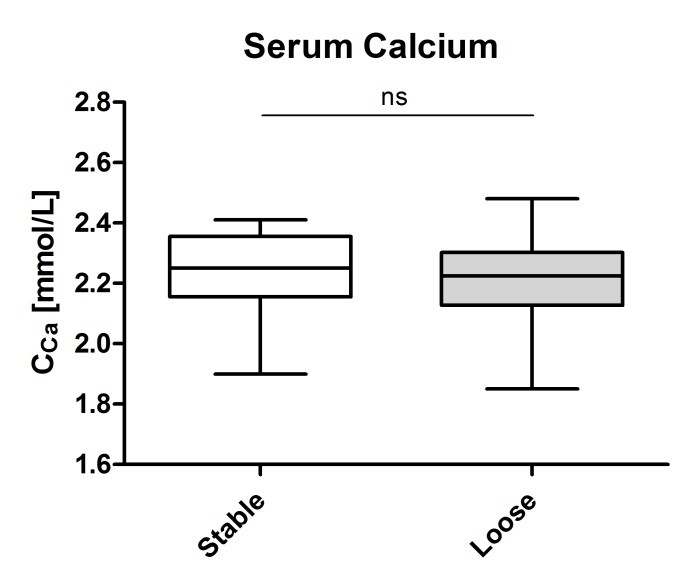 Serum Calcium
ns
2.8
2.6
2.4
2.2
2.0
1.8
1.6
CCa [mmol/L]
Stable
Loose